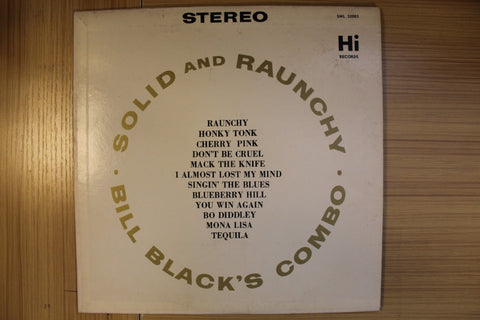 STEREO
SHL 32003
Hi
RECORDS
SOLID AND RAUNCHY
· BILL BLACK'S COMBO ·
RAUNCHY
HONKY TONK
CHERRY PINK
DON'T BE CRUEL
MACK THE KNIFE
I ALMOST LOST MY MIND
SINGIN' THE BLUES
BLUEBERRY HILL
YOU WIN AGAIN
BO DIDDLEY
MONA LISA
TEQUILA